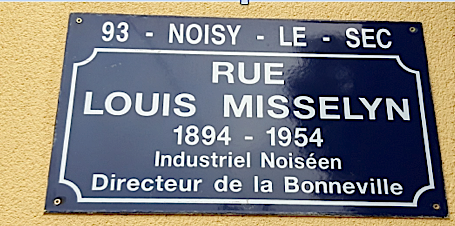 93 - NOISY - LE - SEC
RUE
LOUIS MISSELYN
1894 - 1954
Industriel Noiséen
Directeur de la Bonneville